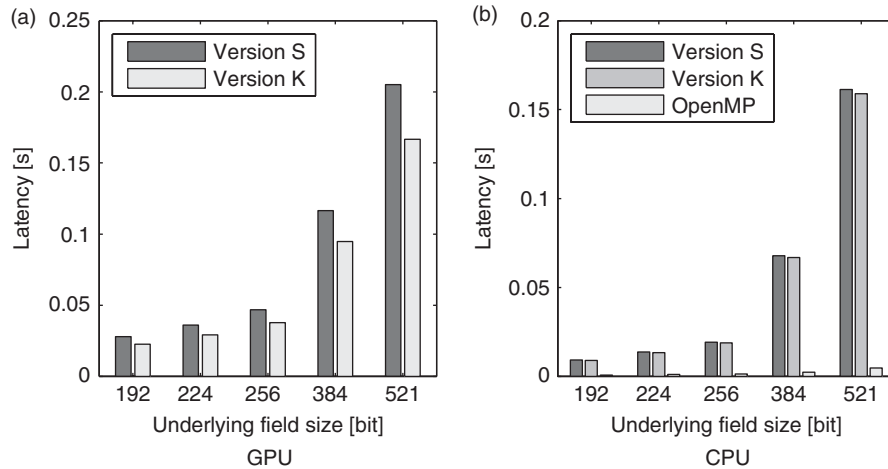 (a)
0.25
0.2
0.15
0.1
0.05
0
Latency [s]
Version S
Version K
192 224 256 384 521
Underlying field size [bit]
GPU
(b)
0.2
0.15
0.1
0.05
0
Latency [s]
Version S
Version K
OpenMP
192 224 256 384 521
Underlying field size [bit]
CPU